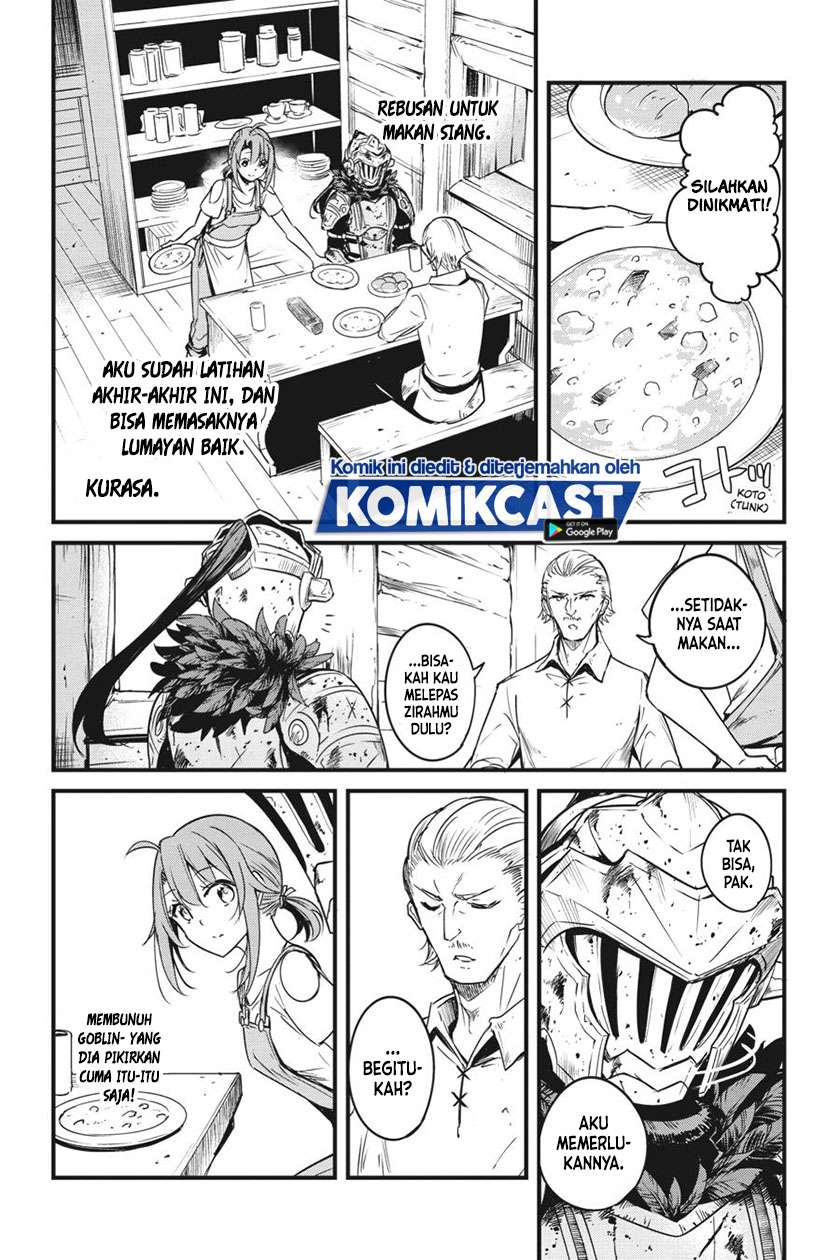 SILAHKAN
DINIKMATI!
コトッ
KOTO
(TUNK)
REBUSAN UNTUK
MAKAN SIANG.
AKU SUDAH LATIHAN
AKHIR-AKHIR INI, DAN
BISA MEMASAKNYA
LUMAYAN BAIK.
KURASA.
Komik ini diedit & diterjemahkan oleh
KOMIKCAST
GET IT ON
Google Play
...SETIDAK-
NYA SAAT
MAKAN...
...BISA-
KAH KAU
MELEPAS
ZIRAHMU
DULU?
TAK
BISA,
PAK.
AKU
MEMERLU-
KANNYA.
...
BEGITU-
KAH?
MEMBUNUH
GOBLIN- YANG
DIA PIKIRKAN
CUMA ITU-ITU
SAJA!